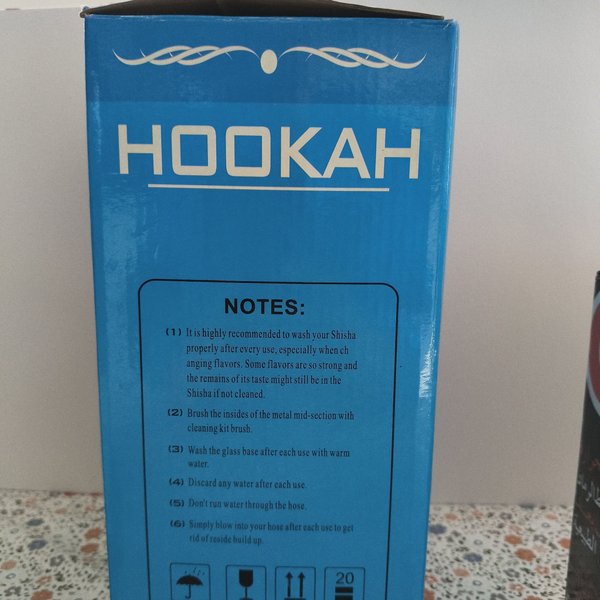 HOOKAH
NOTES:
(1) It is highly recommended to wash your Shisha
properly after every use, especially when ch
anging flavors. Some flavors are so strong and
the remains of its taste might still be in the
Shisha if not cleaned.
(2) Brush the insides of the metal mid-section with
cleaning kit brush.
(3) Wash the glass base after each use with warm
water.
(4) Discard any water after each use.
(5) Don't run water through the hose.
(6) Simply blow into your hose after each use to get
rid of reside build up.
20